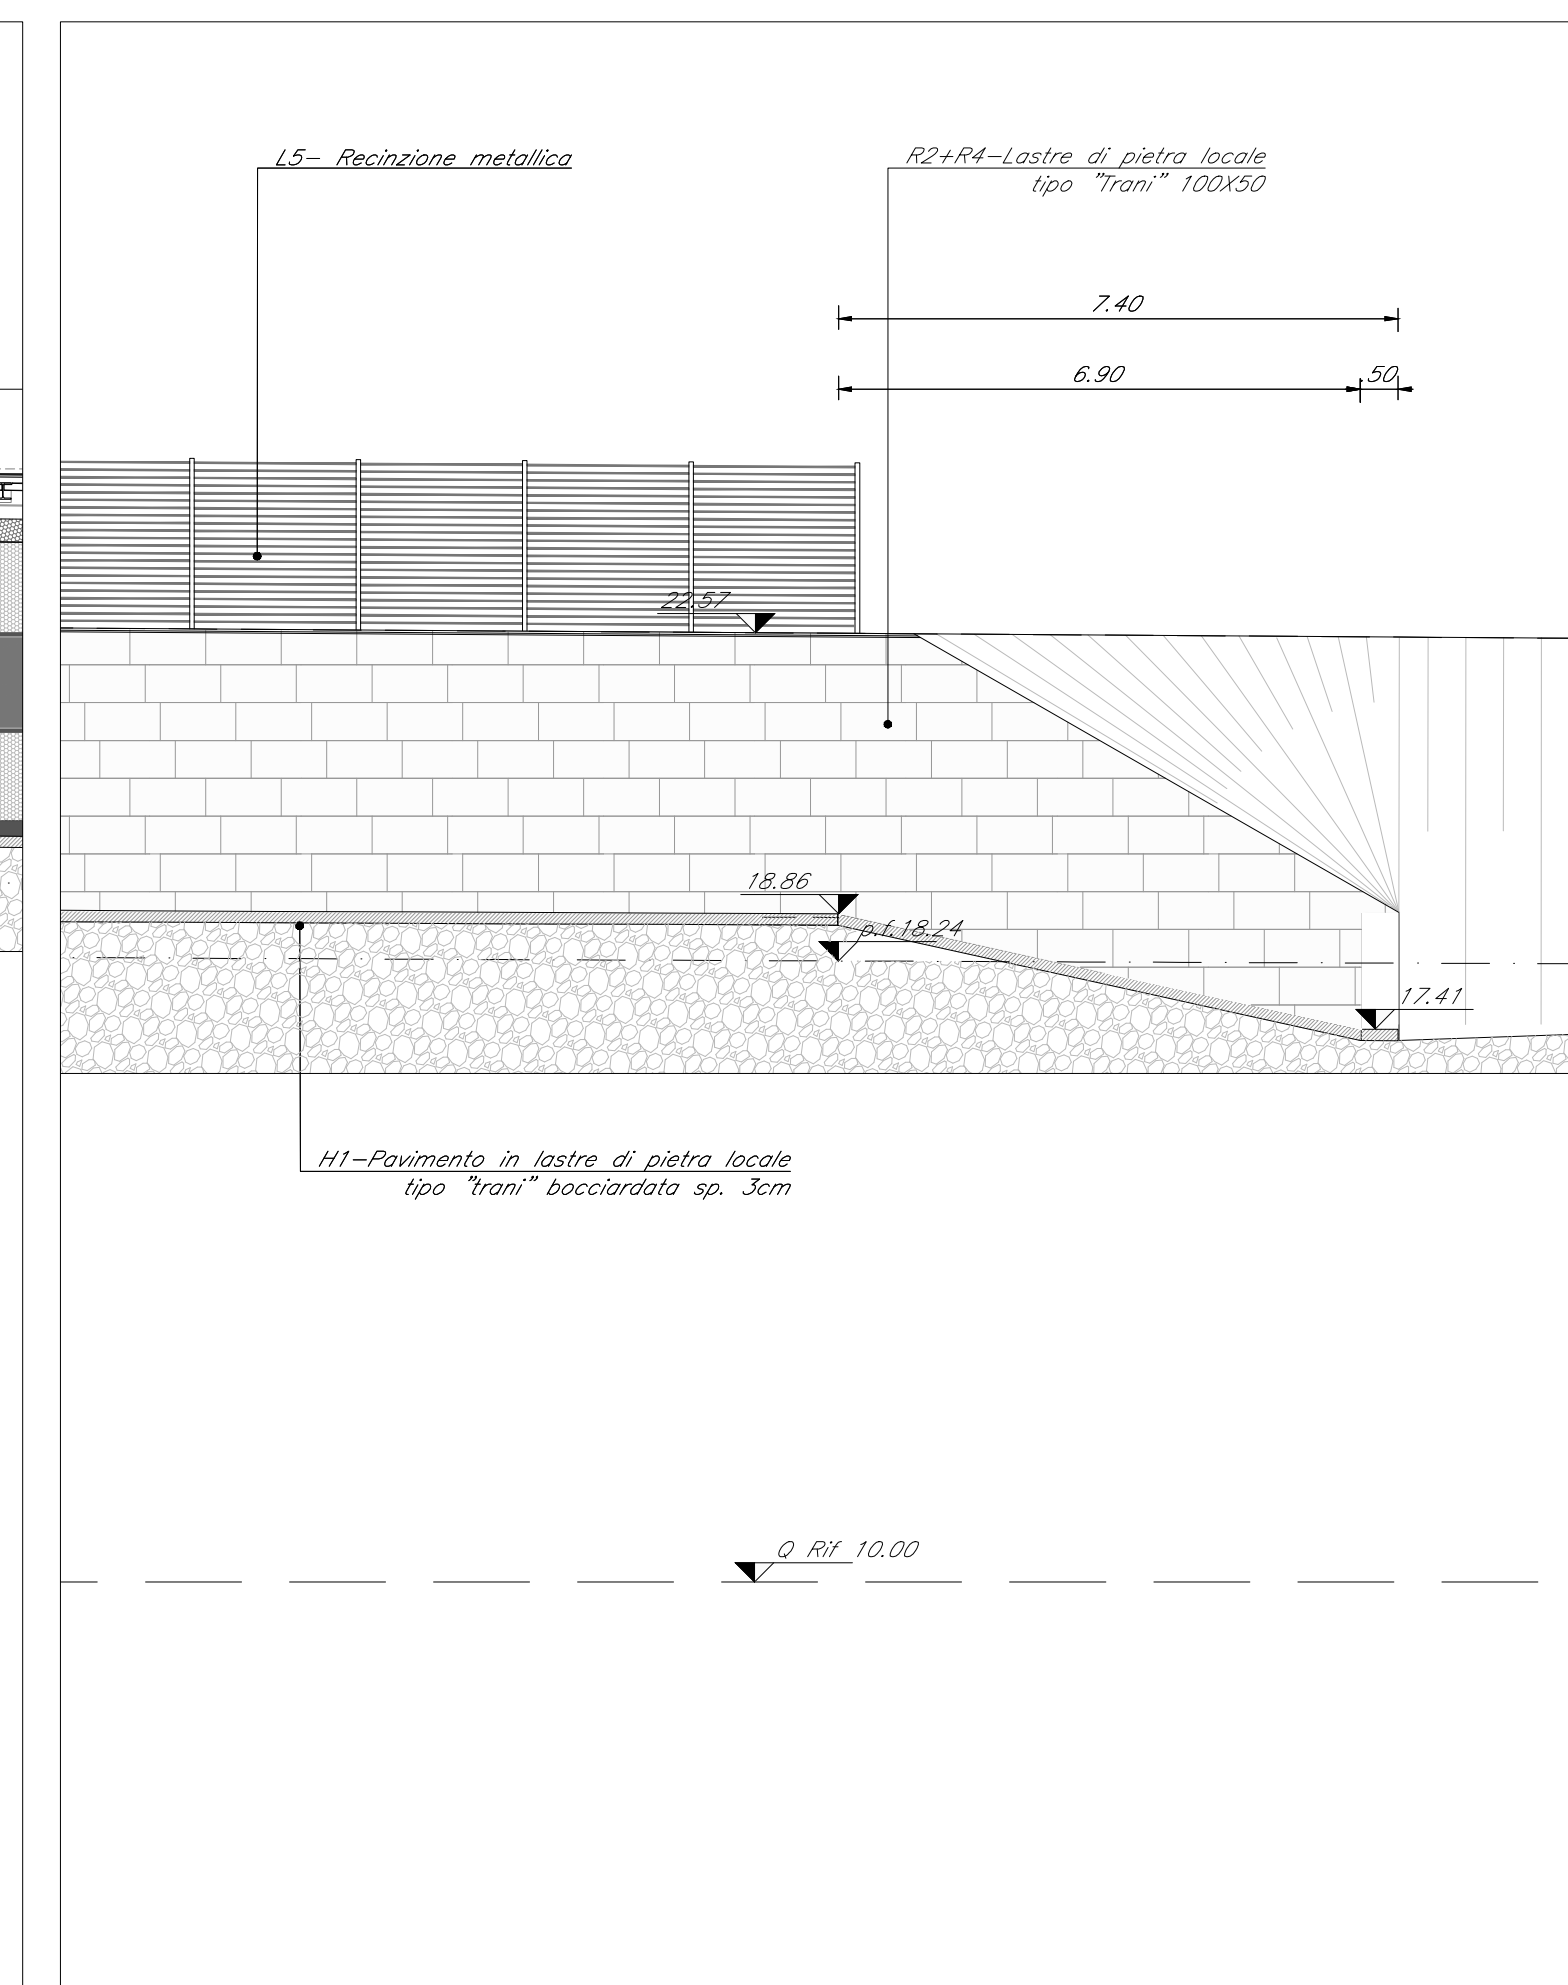 L5- Recinzione metallica
R2+R4-Lastre di pietra locale
tipo "Trani" 100X50
7.40
6.90
.50
22.57
18.86
p.f.18.24
17.41
H1-Pavimento in lastre di pietra locale
tipo "trani" bocciardata sp. 3cm
Q Rif 10.00